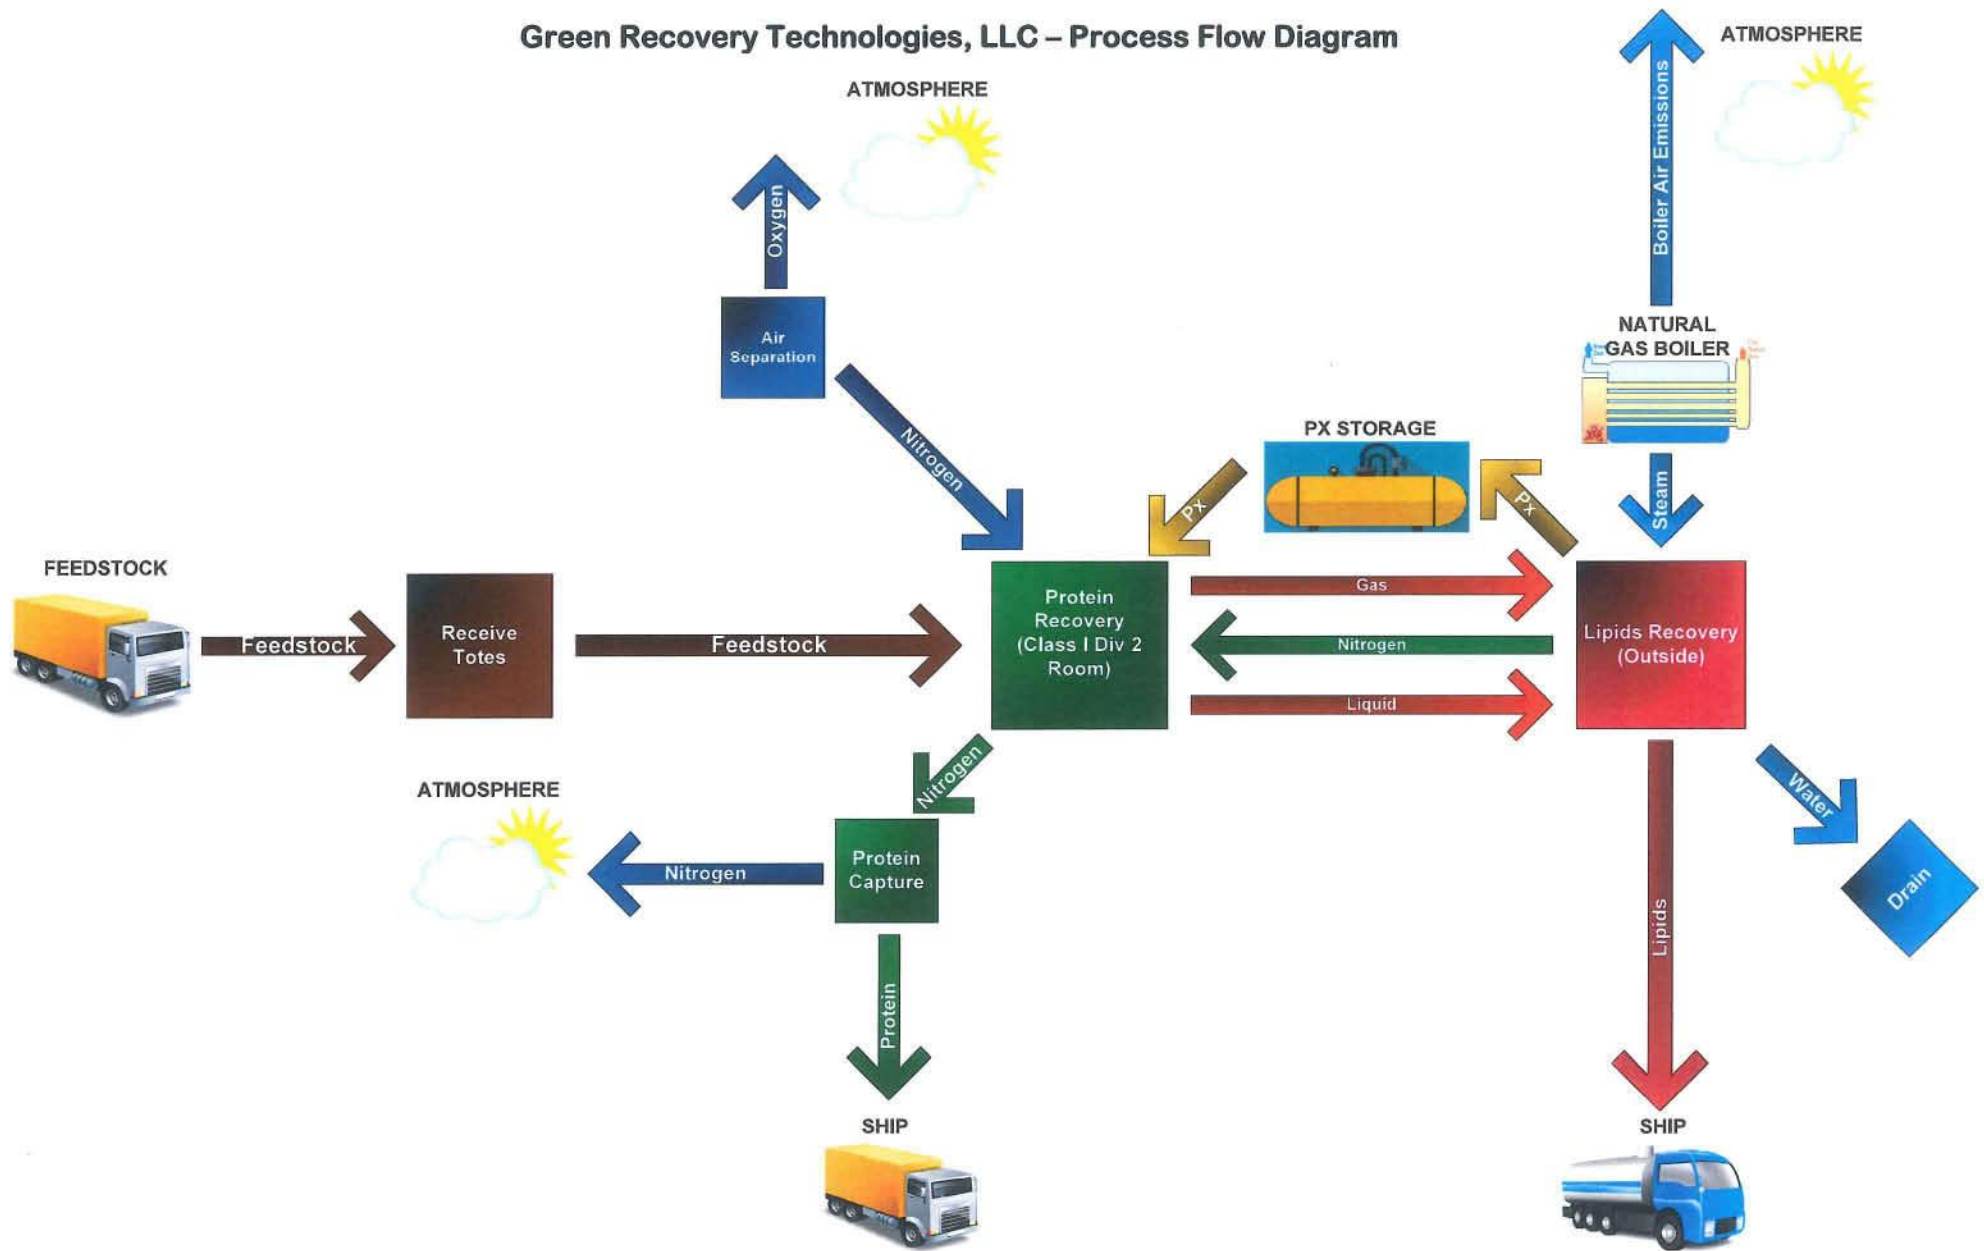 Green Recovery Technologies, LLC – Process Flow Diagram
ATMOSPHERE
Boiler Air Emissions
ATMOSPHERE
Oxygen
Air
Separation
NATURAL
GAS BOILER
Nitrogen
PX STORAGE
Px
Px
Steam
FEEDSTOCK
Feedstock
Receive
Totes
Feedstock
Protein
Recovery
(Class I Div 2
Room)
Gas
Nitrogen
Liquid
Lipids Recovery
(Outside)
Nitrogen
ATMOSPHERE
Nitrogen
Protein
Capture
Water
Drain
Protein
Lipids
SHIP
SHIP